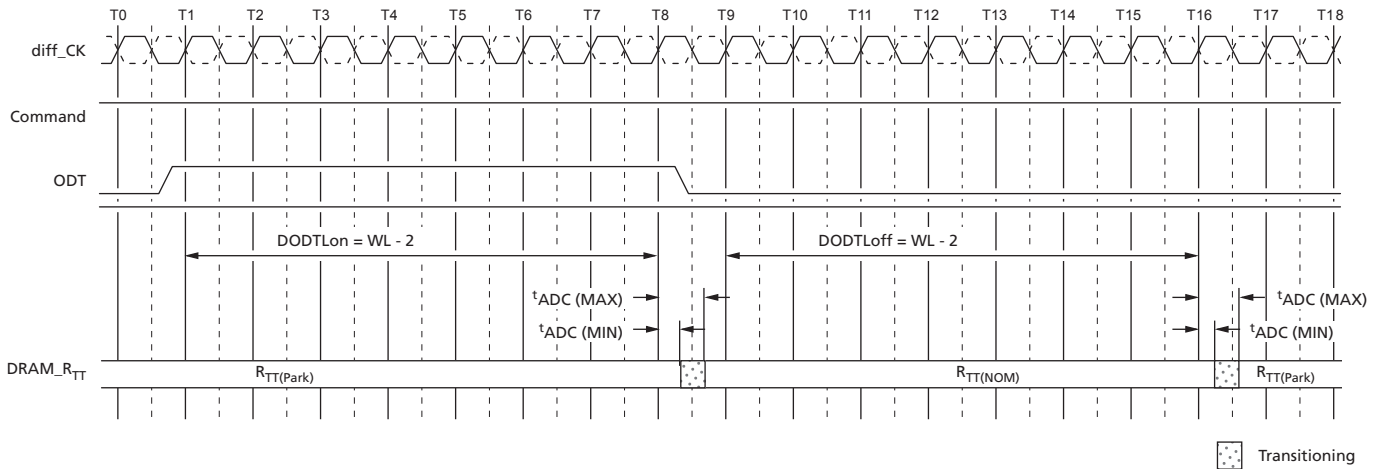 T0 T1 T2 T3 T4 T5 T6 T7 T8 T9 T10 T11 T12 T13 T14 T15 T16 T17 T18
diff_CK
Command
ODT
DODTLon = WL - 2 DODTLoff = WL - 2
tADC (MAX) tADC (MAX)
tADC (MIN) tADC (MIN)
DRAM_RTT RTT(Park) RTT(NOM) RTT(Park)
Transitioning